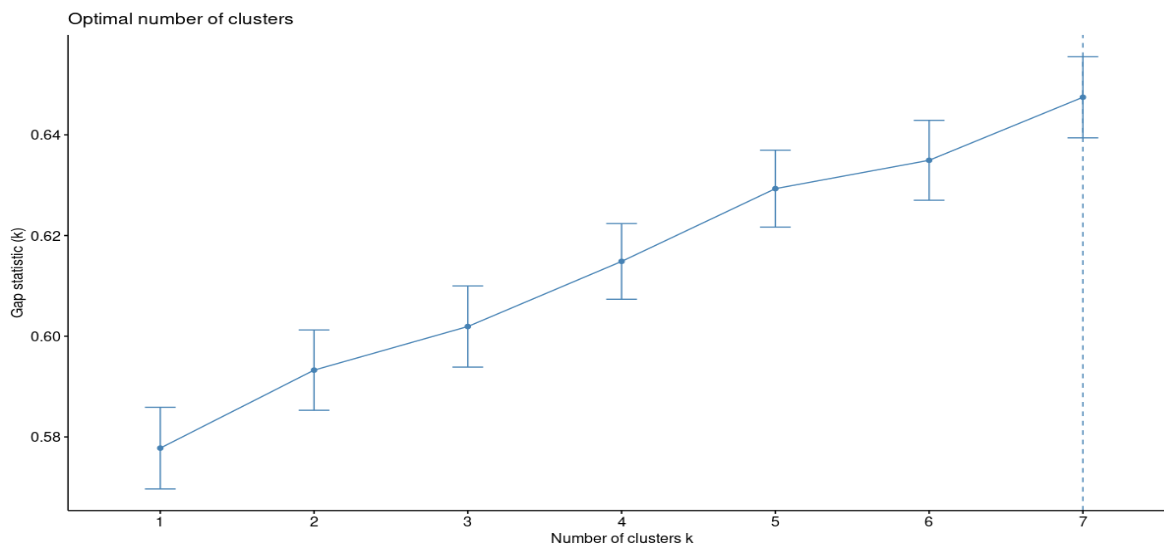 Optimal number of clusters
Gap statistic (k)
0.64
0.62
0.60
0.58
1 2 3 4 5 6 7
Number of clusters k